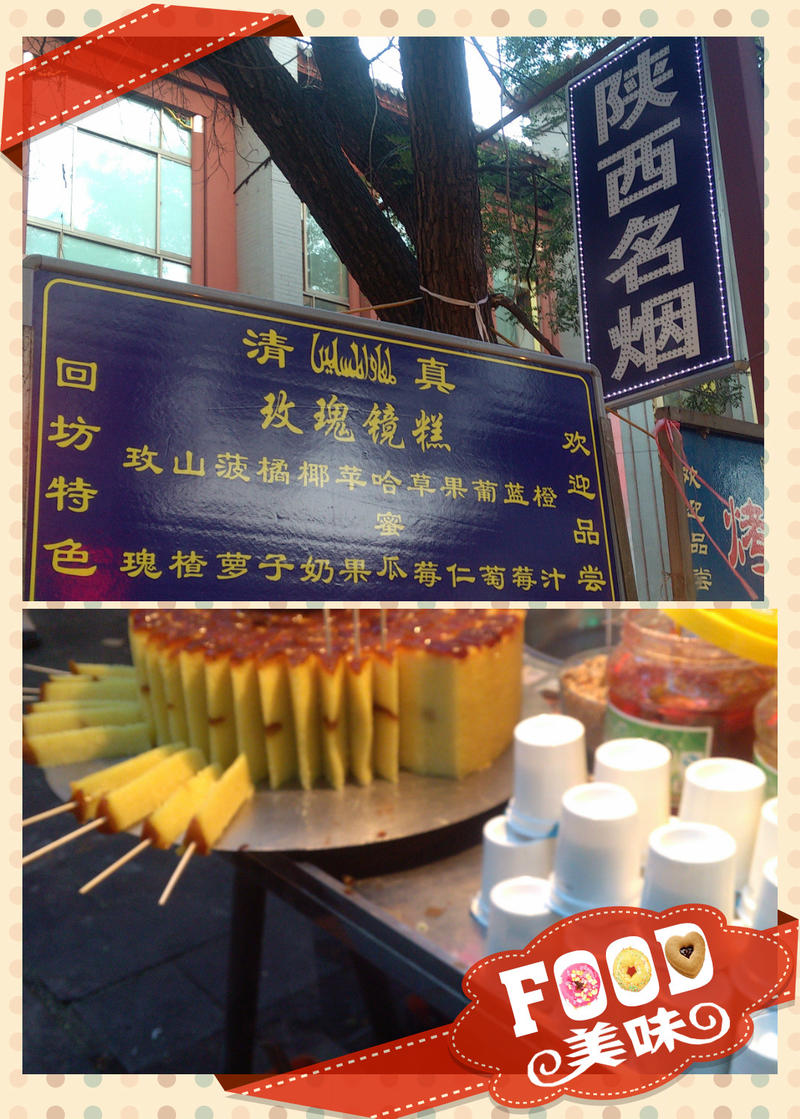 陕西名烟
清 真
玫瑰镜糕
回坊特色
玫山菠橘椰苹哈草果葡蓝橙
蜜
瑰楂萝子奶果瓜莓仁萄莓汁
欢迎品尝
欢迎品尝
烤
FOOD
美味